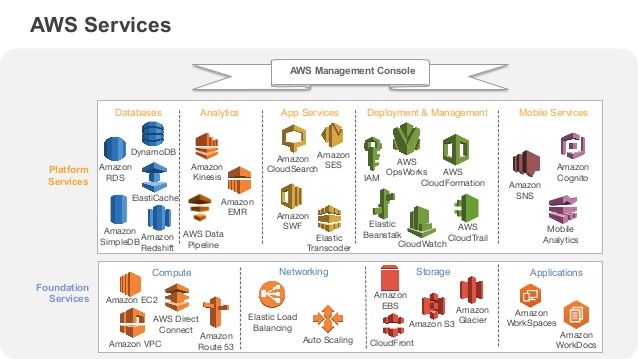 AWS Services
AWS Management Console
Platform
Services
Databases
Amazon
RDS
DynamoDB
ElastiCache
Amazon
SimpleDB
Amazon
Redshift
Analytics
Amazon
Kinesis
Amazon
EMR
AWS Data
Pipeline
App Services
Amazon
CloudSearch
Amazon
SES
Amazon
SWF
Elastic
Transcoder
Deployment & Management
IAM
AWS
OpsWorks
AWS
CloudFormation
Elastic
Beanstalk
CloudWatch
AWS
CloudTrail
Mobile Services
Amazon
SNS
Amazon
Cognito
Mobile
Analytics
Foundation
Services
Compute
Amazon EC2
AWS Direct
Connect
Amazon VPC
Amazon
Route 53
Networking
Elastic Load
Balancing
Auto Scaling
Storage
Amazon
EBS
Amazon S3
Amazon
Glacier
CloudFront
Applications
Amazon
WorkSpaces
Amazon
WorkDocs